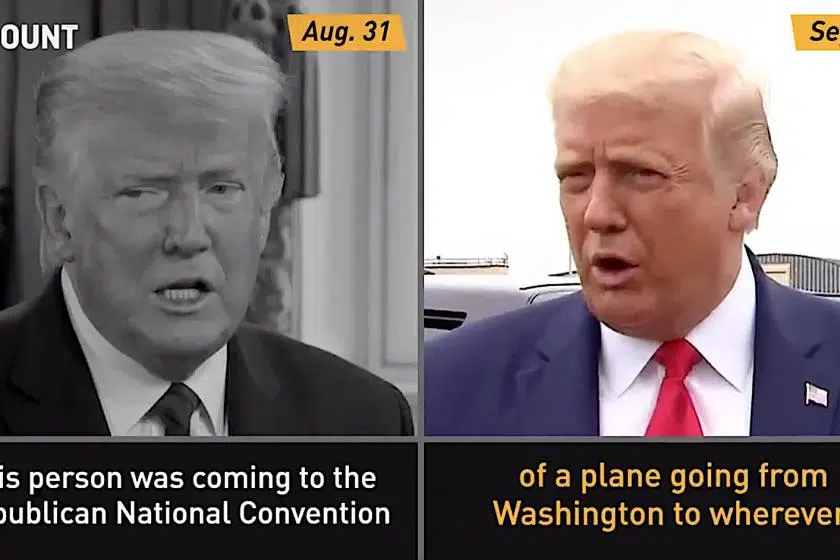 OUNT
Aug. 31
Se
is person was coming to the
publican National Convention
of a plane going from
Washington to wherever